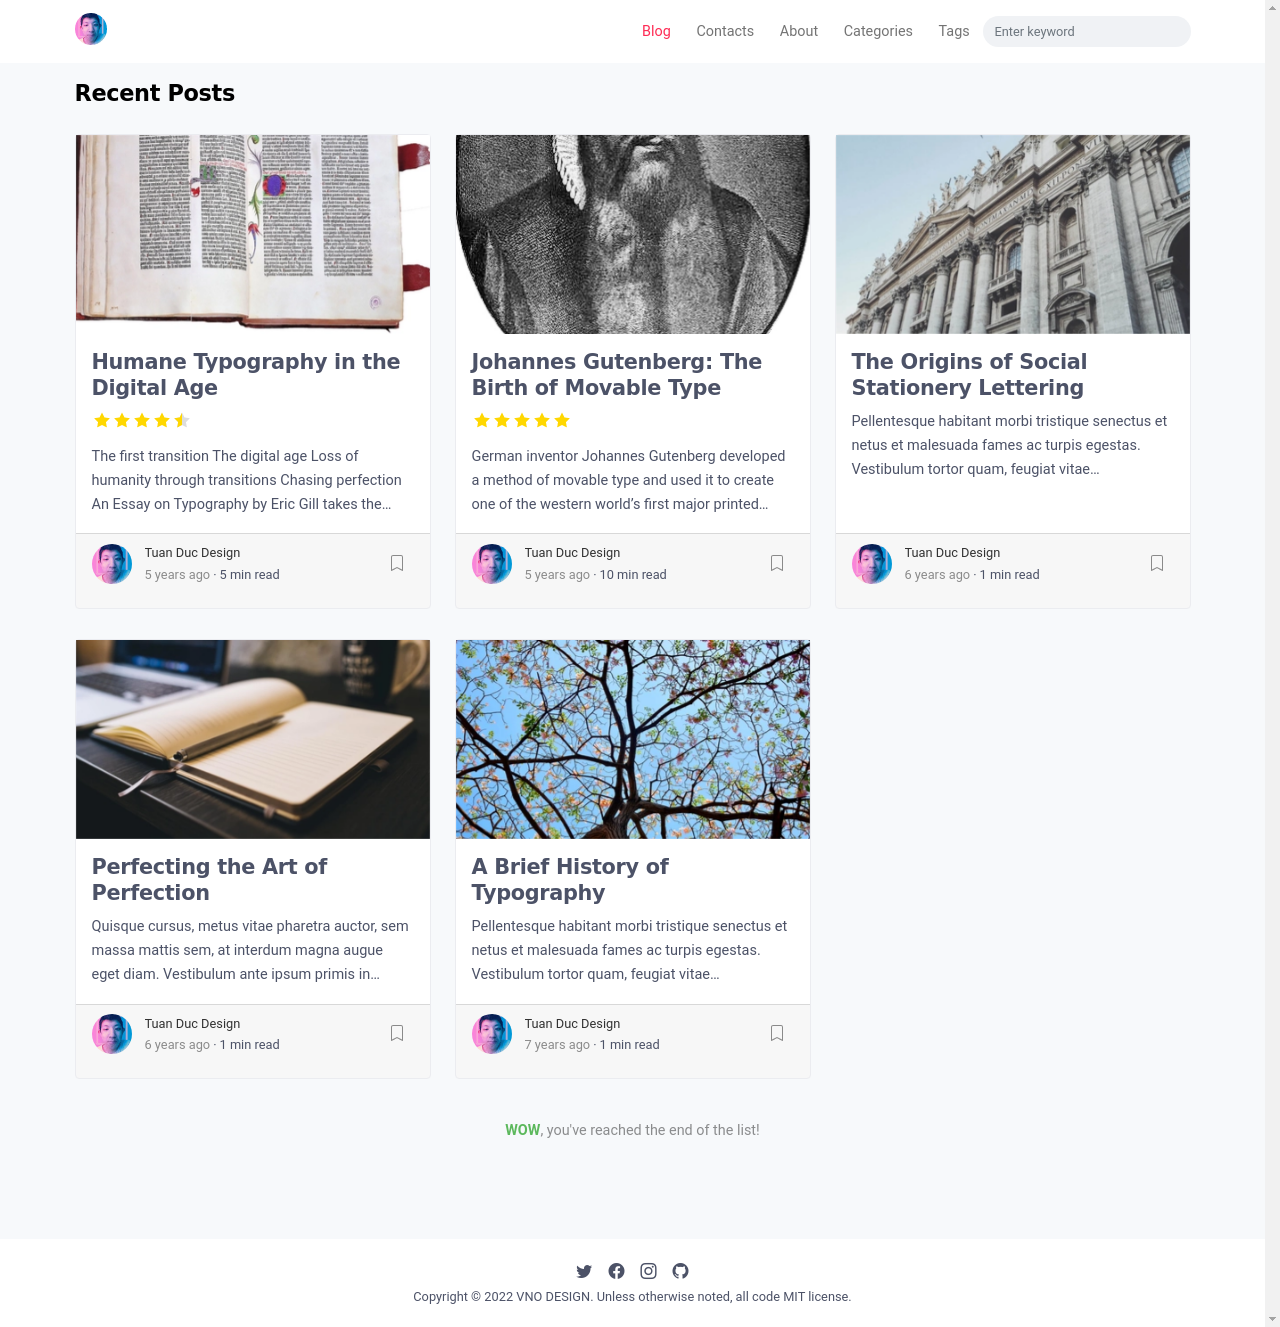 Blog Contacts About Categories Tags Enter keyword
Recent Posts
Humane Typography in the
Digital Age
The first transition The digital age Loss of
humanity through transitions Chasing perfection
An Essay on Typography by Eric Gill takes the…
Tuan Duc Design
5 years ago · 5 min read
Johannes Gutenberg: The
Birth of Movable Type
German inventor Johannes Gutenberg developed
a method of movable type and used it to create
one of the western world’s first major printed…
Tuan Duc Design
5 years ago · 10 min read
The Origins of Social
Stationery Lettering
Pellentesque habitant morbi tristique senectus et
netus et malesuada fames ac turpis egestas.
Vestibulum tortor quam, feugiat vitae…
Tuan Duc Design
6 years ago · 1 min read
Perfecting the Art of
Perfection
Quisque cursus, metus vitae pharetra auctor, sem
massa mattis sem, at interdum magna augue
eget diam. Vestibulum ante ipsum primis in…
Tuan Duc Design
6 years ago · 1 min read
A Brief History of
Typography
Pellentesque habitant morbi tristique senectus et
netus et malesuada fames ac turpis egestas.
Vestibulum tortor quam, feugiat vitae…
Tuan Duc Design
7 years ago · 1 min read
WOW, you've reached the end of the list!
Copyright © 2022 VNO DESIGN. Unless otherwise noted, all code MIT license.